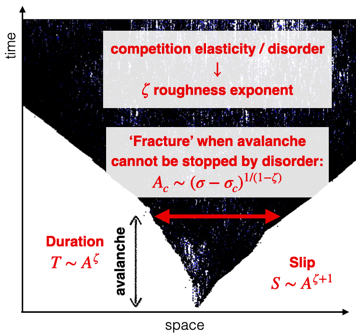 time
competition elasticity / disorder
↓
ζ roughness exponent
'Fracture' when avalanche
cannot be stopped by disorder:
A_c ~ (σ − σ_c)^{1/(1−ζ)}
Duration
T ~ A^ζ
avalanche
Slip
S ~ A^{ζ+1}
space